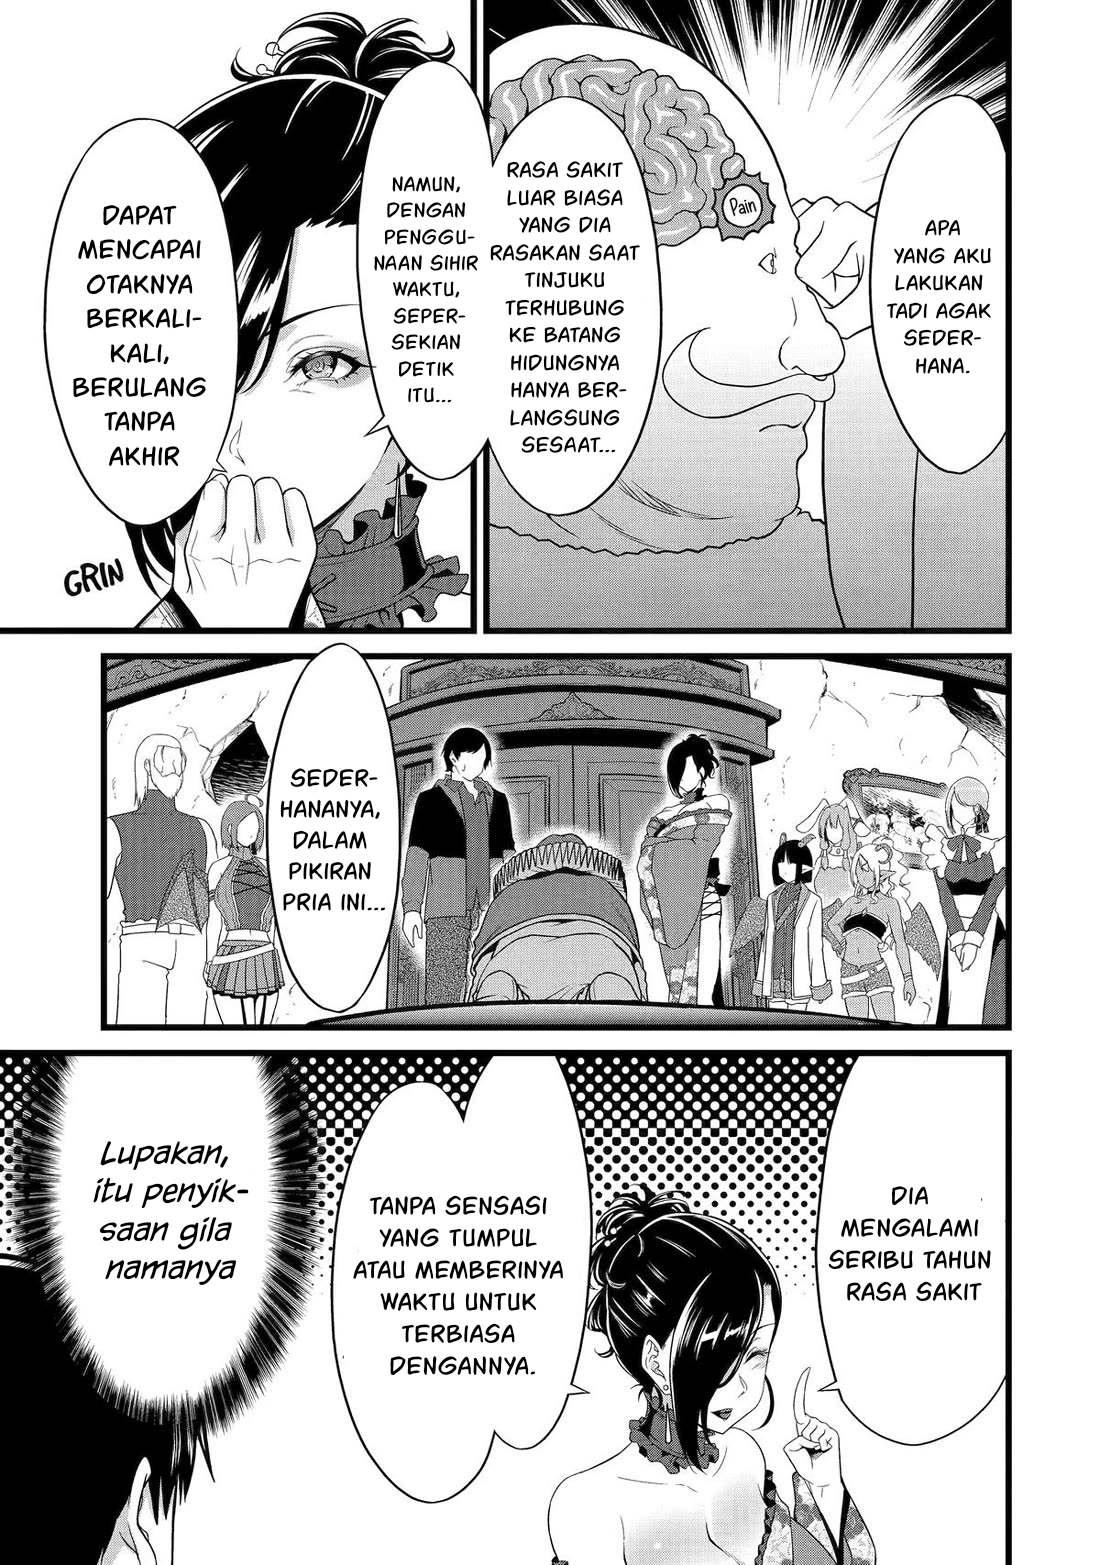 APA
YANG AKU
LAKUKAN
TADI AGAK
SEDER-
HANA.
Pain
RASA SAKIT
LUAR BIASA
YANG DIA
RASAKAN SAAT
TINJUKU
TERHUBUNG
KE BATANG
HIDUNGNYA
HANYA BER-
LANGSUNG
SESAAT...
NAMUN,
DENGAN
PENGGU-
NAAN SIHIR
WAKTU,
SEPER-
SEKIAN
DETIK
ITU...
DAPAT
MENCAPAI
OTAKNYA
BERKALI-
KALI,
BERULANG
TANPA
AKHIR
GRIN
SEDER-
HANANYA,
DALAM
PIKIRAN
PRIA INI...
DIA
MENGALAMI
SERIBU TAHUN
RASA SAKIT
TANPA SENSASI
YANG TUMPUL
ATAU MEMBERINYA
WAKTU UNTUK
TERBIASA
DENGANNYA.
Lupakan,
itu penyik-
saan gila
namanya